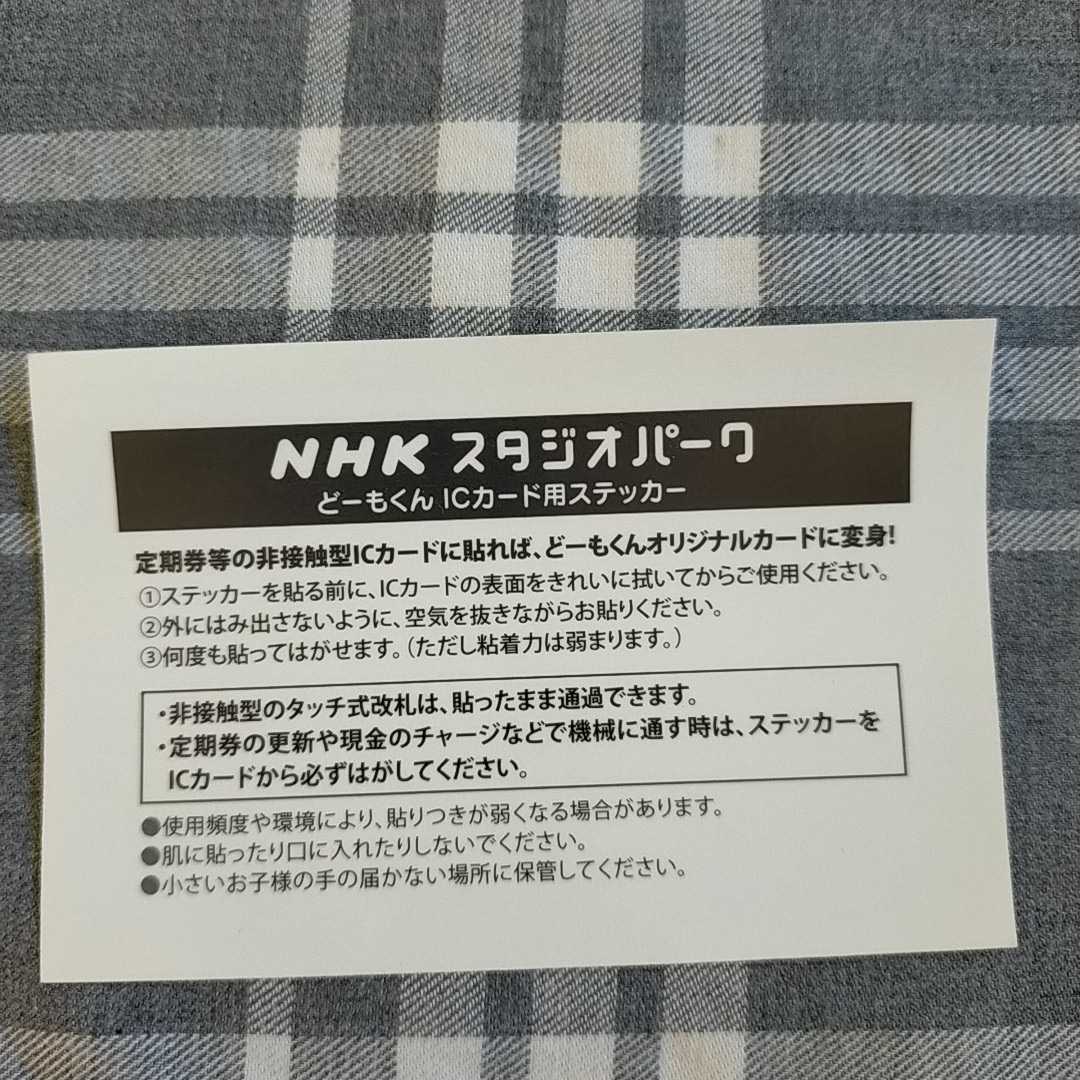 NHK スタジオパーク
どーもくん ICカード用ステッカー
定期券等の非接触型ICカードに貼れば、どーもくんオリジナルカードに変身!
①ステッカーを貼る前に、ICカードの表面をきれいに拭いてからご使用ください。
②外にはみ出さないように、空気を抜きながらお貼りください。
③何度も貼ってはがせます。(ただし粘着力は弱まります。)
・非接触型のタッチ式改札は、貼ったまま通過できます。
・定期券の更新や現金のチャージなどで機械に通す時は、ステッカーを
ICカードから必ずはがしてください。
●使用頻度や環境により、貼りつきが弱くなる場合があります。
●肌に貼ったり口に入れたりしないでください。
●小さいお子様の手の届かない場所に保管してください。